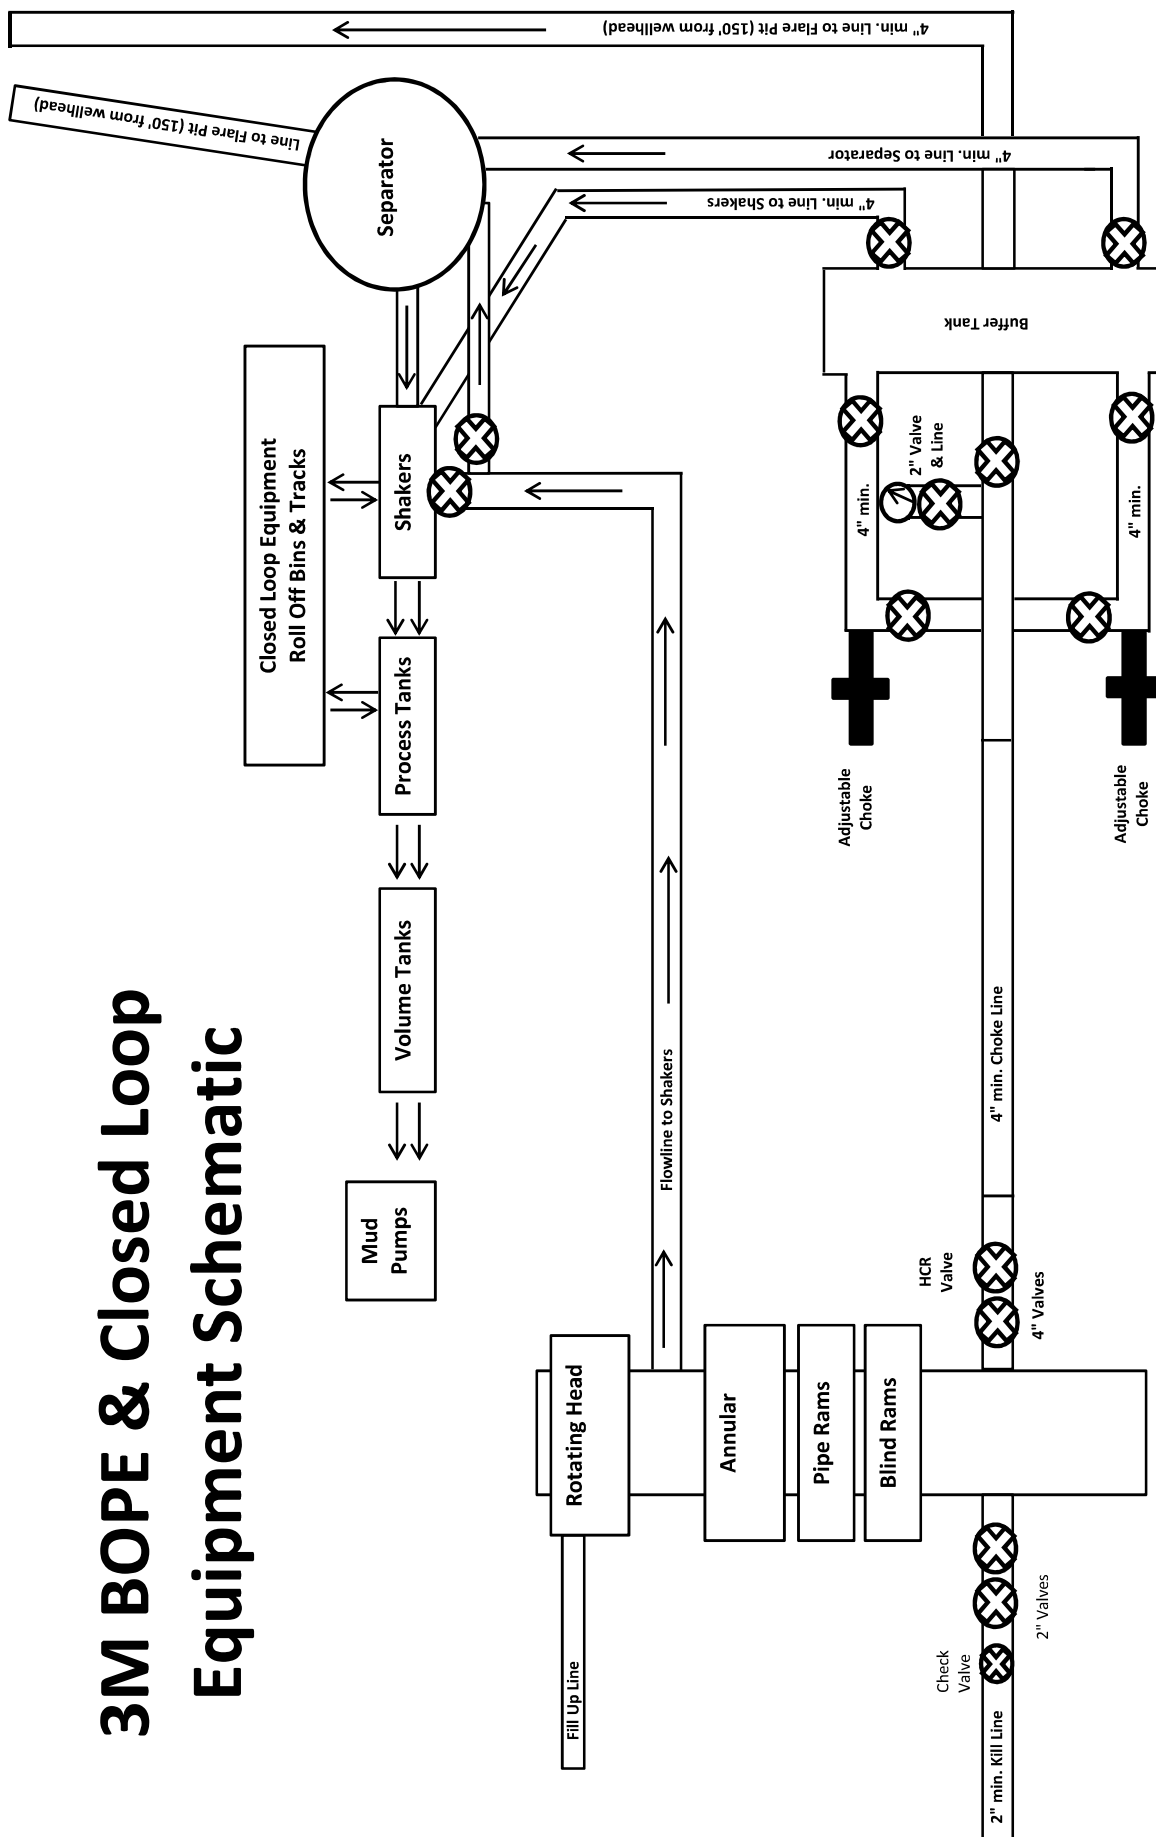 3M BOPE & Closed Loop
Equipment Schematic
Closed Loop Equipment
Roll Off Bins & Tracks
Mud
Pumps
Volume Tanks
Process Tanks
Shakers
Separator
Line to Flare Pit (150' from wellhead)
4" min. Line to Flare Pit (150' from wellhead)
4" min. Line to Separator
4" min. Line to Shakers
Fill Up Line
Rotating Head
Flowline to Shakers
Annular
Pipe Rams
Blind Rams
Adjustable
Choke
4" min.
2" Valve
& Line
Buffer Tank
HCR
Valve
4" min. Choke Line
4" Valves
Check
Valve
2" min. Kill Line
2" Valves
Adjustable
Choke
4" min.